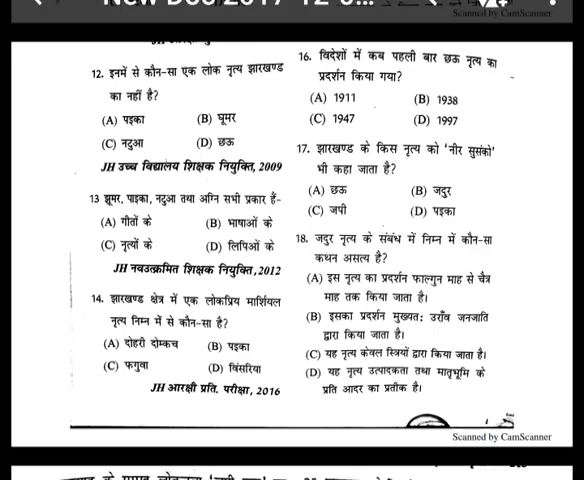 Scanned by CamScanner
12. इनमें से कौन-सा एक लोक नृत्य झारखण्ड
का नहीं है?
(A) पइका (B) घूमर
(C) नटुआ (D) छऊ
JH उच्च विद्यालय शिक्षक नियुक्ति, 2009
13 झूमर, पाइका, नटुआ तथा अग्नि सभी प्रकार हैं-
(A) गीतों के (B) भाषाओं के
(C) नृत्यों के (D) लिपिओं के
JH नवउत्क्रमित शिक्षक नियुक्ति, 2012
14. झारखण्ड क्षेत्र में एक लोकप्रिय मार्शियल
नृत्य निम्न में से कौन-सा है?
(A) दोहरी दोम्कच (B) पइका
(C) फगुवा (D) विंसरिया
JH आरक्षी प्रति. परीक्षा, 2016
16. विदेशों में कब पहली बार छऊ नृत्य का
प्रदर्शन किया गया?
(A) 1911 (B) 1938
(C) 1947 (D) 1997
17. झारखण्ड के किस नृत्य को 'नीर सुसंको'
भी कहा जाता है?
(A) छऊ (B) जदुर
(C) जपी (D) पइका
18. जदुर नृत्य के संबंध में निम्न में कौन-सा
कथन असत्य है?
(A) इस नृत्य का प्रदर्शन फाल्गुन माह से चैत्र
माह तक किया जाता है।
(B) इसका प्रदर्शन मुख्यतः उराँव जनजाति
द्वारा किया जाता है।
(C) यह नृत्य केवल स्त्रियों द्वारा किया जाता है।
(D) यह नृत्य उत्पादकता तथा मातृभूमि के
प्रति आदर का प्रतीक है।
Scanned by CamScanner